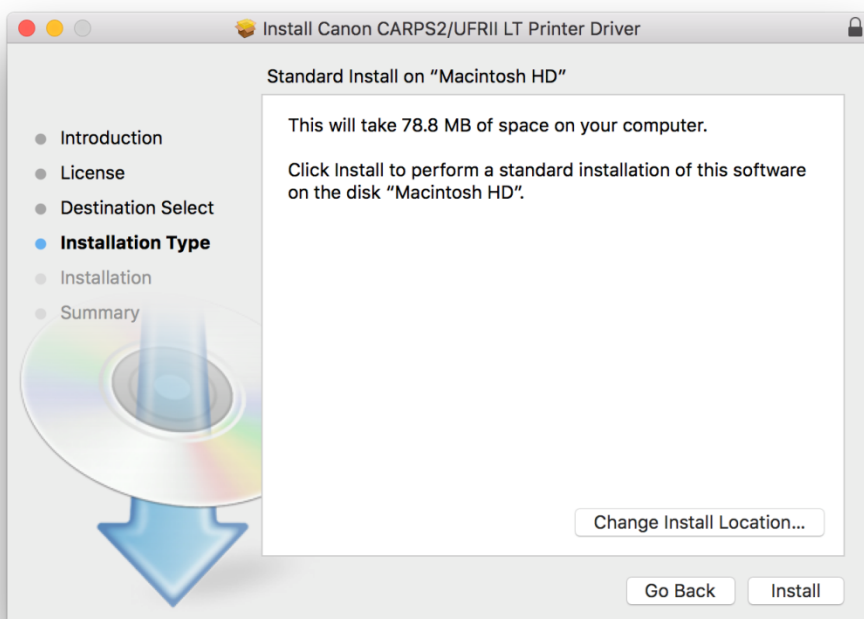 Install Canon CARPS2/UFRII LT Printer Driver
Standard Install on “Macintosh HD”
Introduction
License
Destination Select
Installation Type
Installation
Summary
This will take 78.8 MB of space on your computer.
Click Install to perform a standard installation of this software
on the disk “Macintosh HD”.
Change Install Location...
Go Back
Install